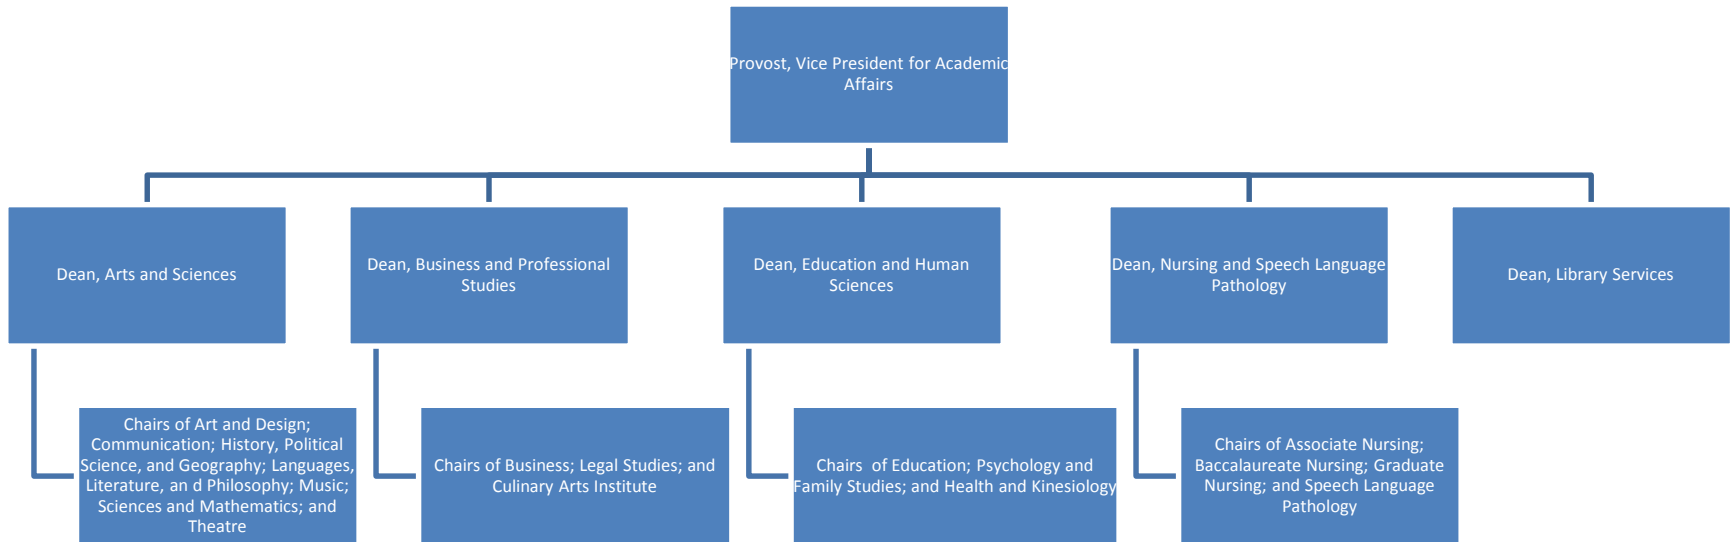 Provost, Vice President for Academic
Affairs
Dean, Arts and Sciences
Dean, Business and Professional
Studies
Dean, Education and Human
Sciences
Dean, Nursing and Speech Language
Pathology
Dean, Library Services
Chairs of Art and Design;
Communication; History, Political
Science, and Geography; Languages,
Literature, an d Philosophy; Music;
Sciences and Mathematics; and
Theatre
Chairs of Business; Legal Studies; and
Culinary Arts Institute
Chairs  of Education; Psychology and
Family Studies; and Health and Kinesiology
Chairs of Associate Nursing;
Baccalaureate Nursing; Graduate
Nursing; and Speech Language
Pathology